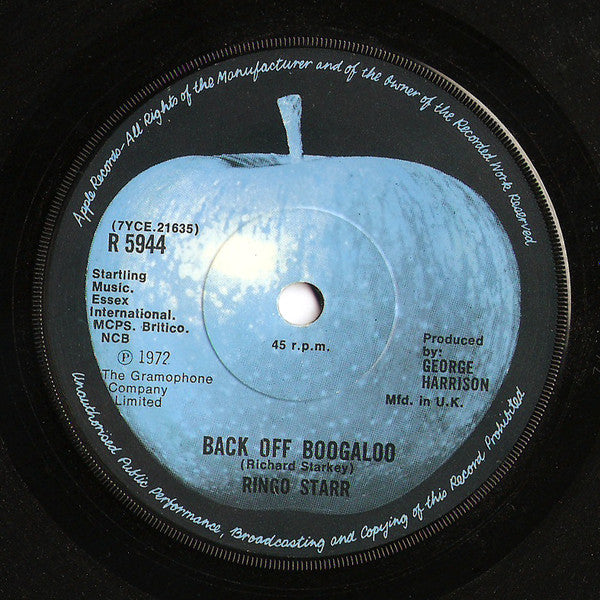 Apple Records-All Rights of the Manufacturer and of the Owner of the Recorded Work Reserved
(7YCE.21635)
R 5944
Startling
Music.
Essex
International.
MCPS. Britico.
NCB
Ⓟ 1972
The Gramophone
Company
Limited
45 r.p.m.
Produced
by:
GEORGE
HARRISON
Mfd. in U.K.
BACK OFF BOOGALOO
(Richard Starkey)
RINGO STARR
Unauthorised Public Performance, Broadcasting and Copying of this Record Prohibited